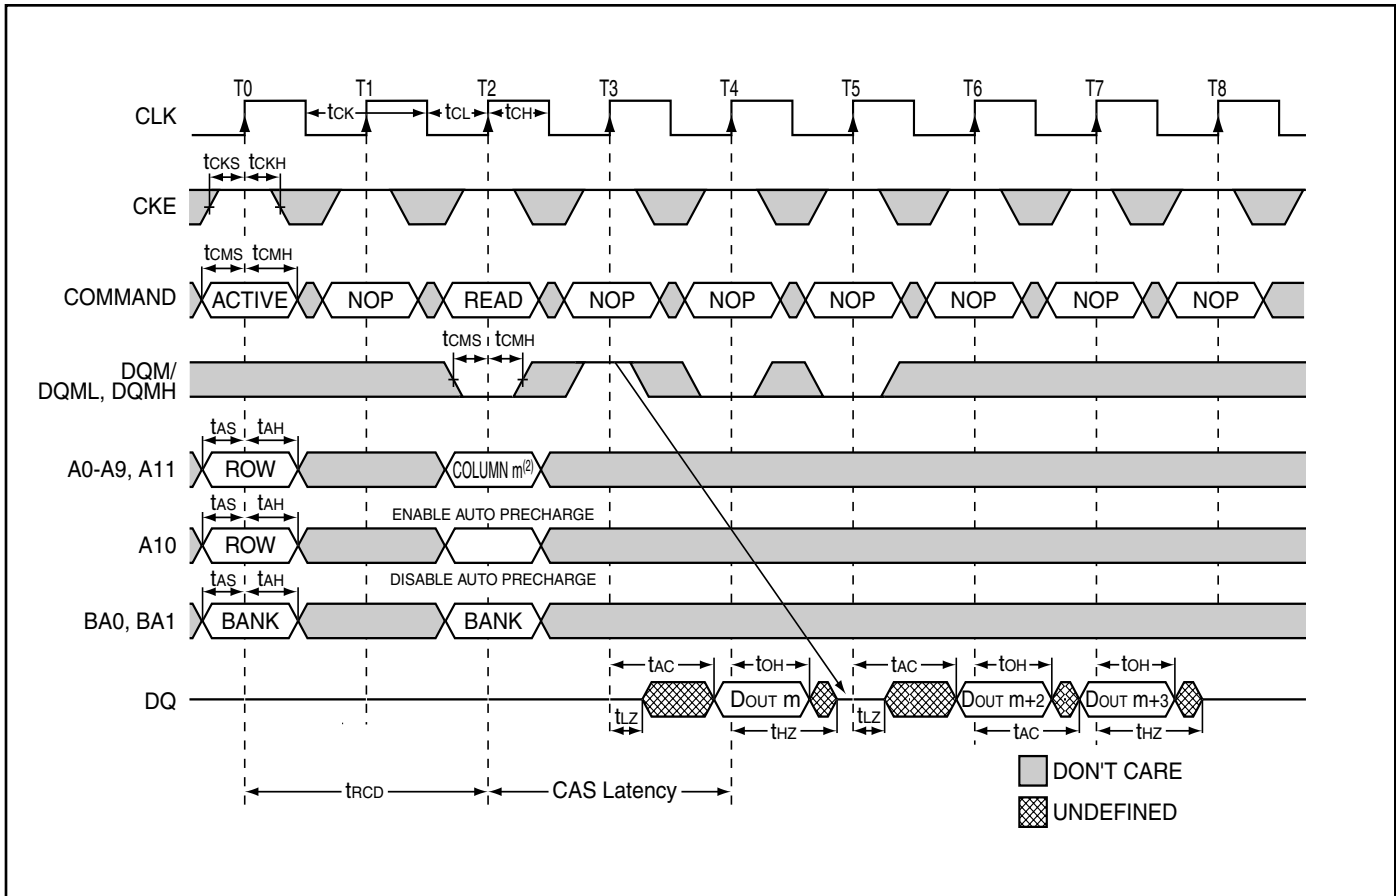 T0 T1 T2 T3 T4 T5 T6 T7 T8
CLK tCK tCL tCH
tCKS tCKH
CKE
tCMS tCMH
COMMAND ACTIVE NOP READ NOP NOP NOP NOP NOP NOP
tCMS tCMH
DQM/
DQML, DQMH
tAS tAH
A0-A9, A11 ROW COLUMN m(2)
tAS tAH ENABLE AUTO PRECHARGE
A10 ROW
tAS tAH DISABLE AUTO PRECHARGE
BA0, BA1 BANK BANK
tAC tOH tAC tOH tOH
DQ DOUT m DOUT m+2 DOUT m+3
tLZ tHZ tLZ tAC tHZ
DON'T CARE
tRCD CAS Latency
UNDEFINED